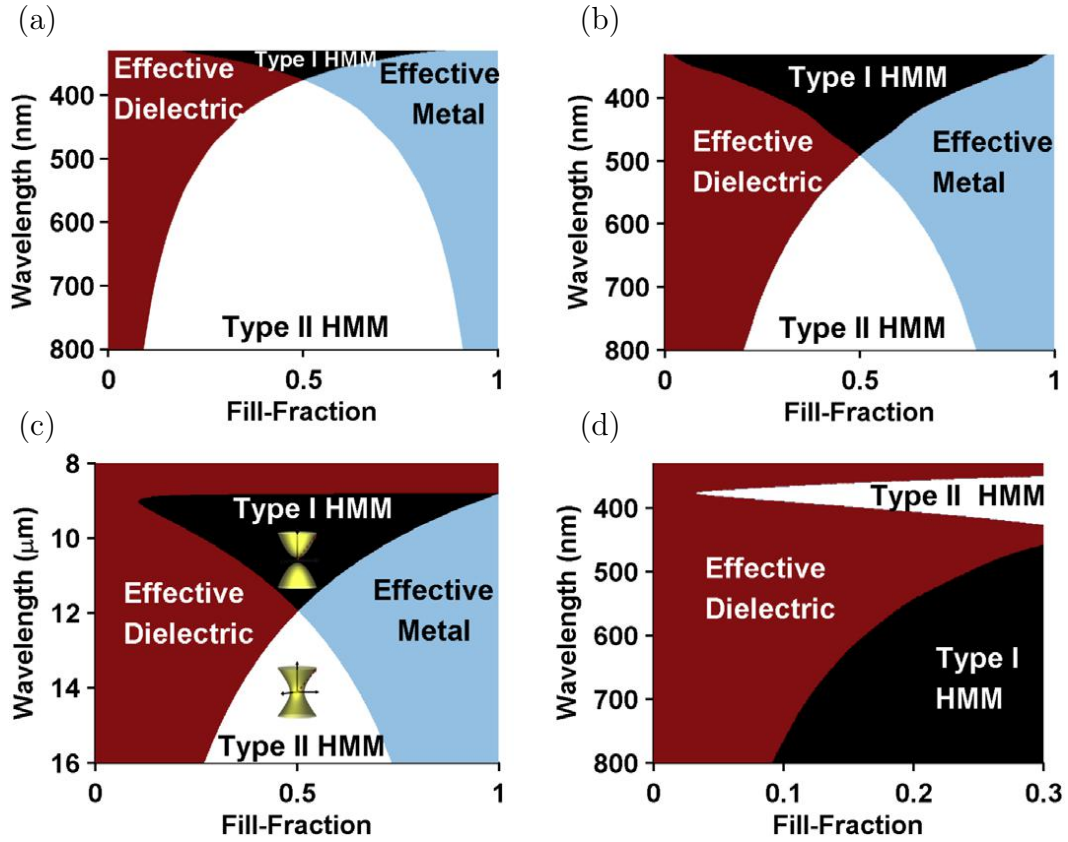 (a)
Type I HMM
Effective
Dielectric
Effective
Metal
Type II HMM
400
500
600
700
800
0
0.5
1
Wavelength (nm)
Fill-Fraction
(b)
Type I HMM
Effective
Dielectric
Effective
Metal
Type II HMM
400
500
600
700
800
0
0.5
1
Wavelength (nm)
Fill-Fraction
(c)
Type I HMM
Effective
Dielectric
Effective
Metal
Type II HMM
8
10
12
14
16
0
0.5
1
Wavelength (μm)
Fill-Fraction
(d)
Type II HMM
Effective
Dielectric
Type I
HMM
400
500
600
700
800
0
0.1
0.2
0.3
Wavelength (nm)
Fill-Fraction